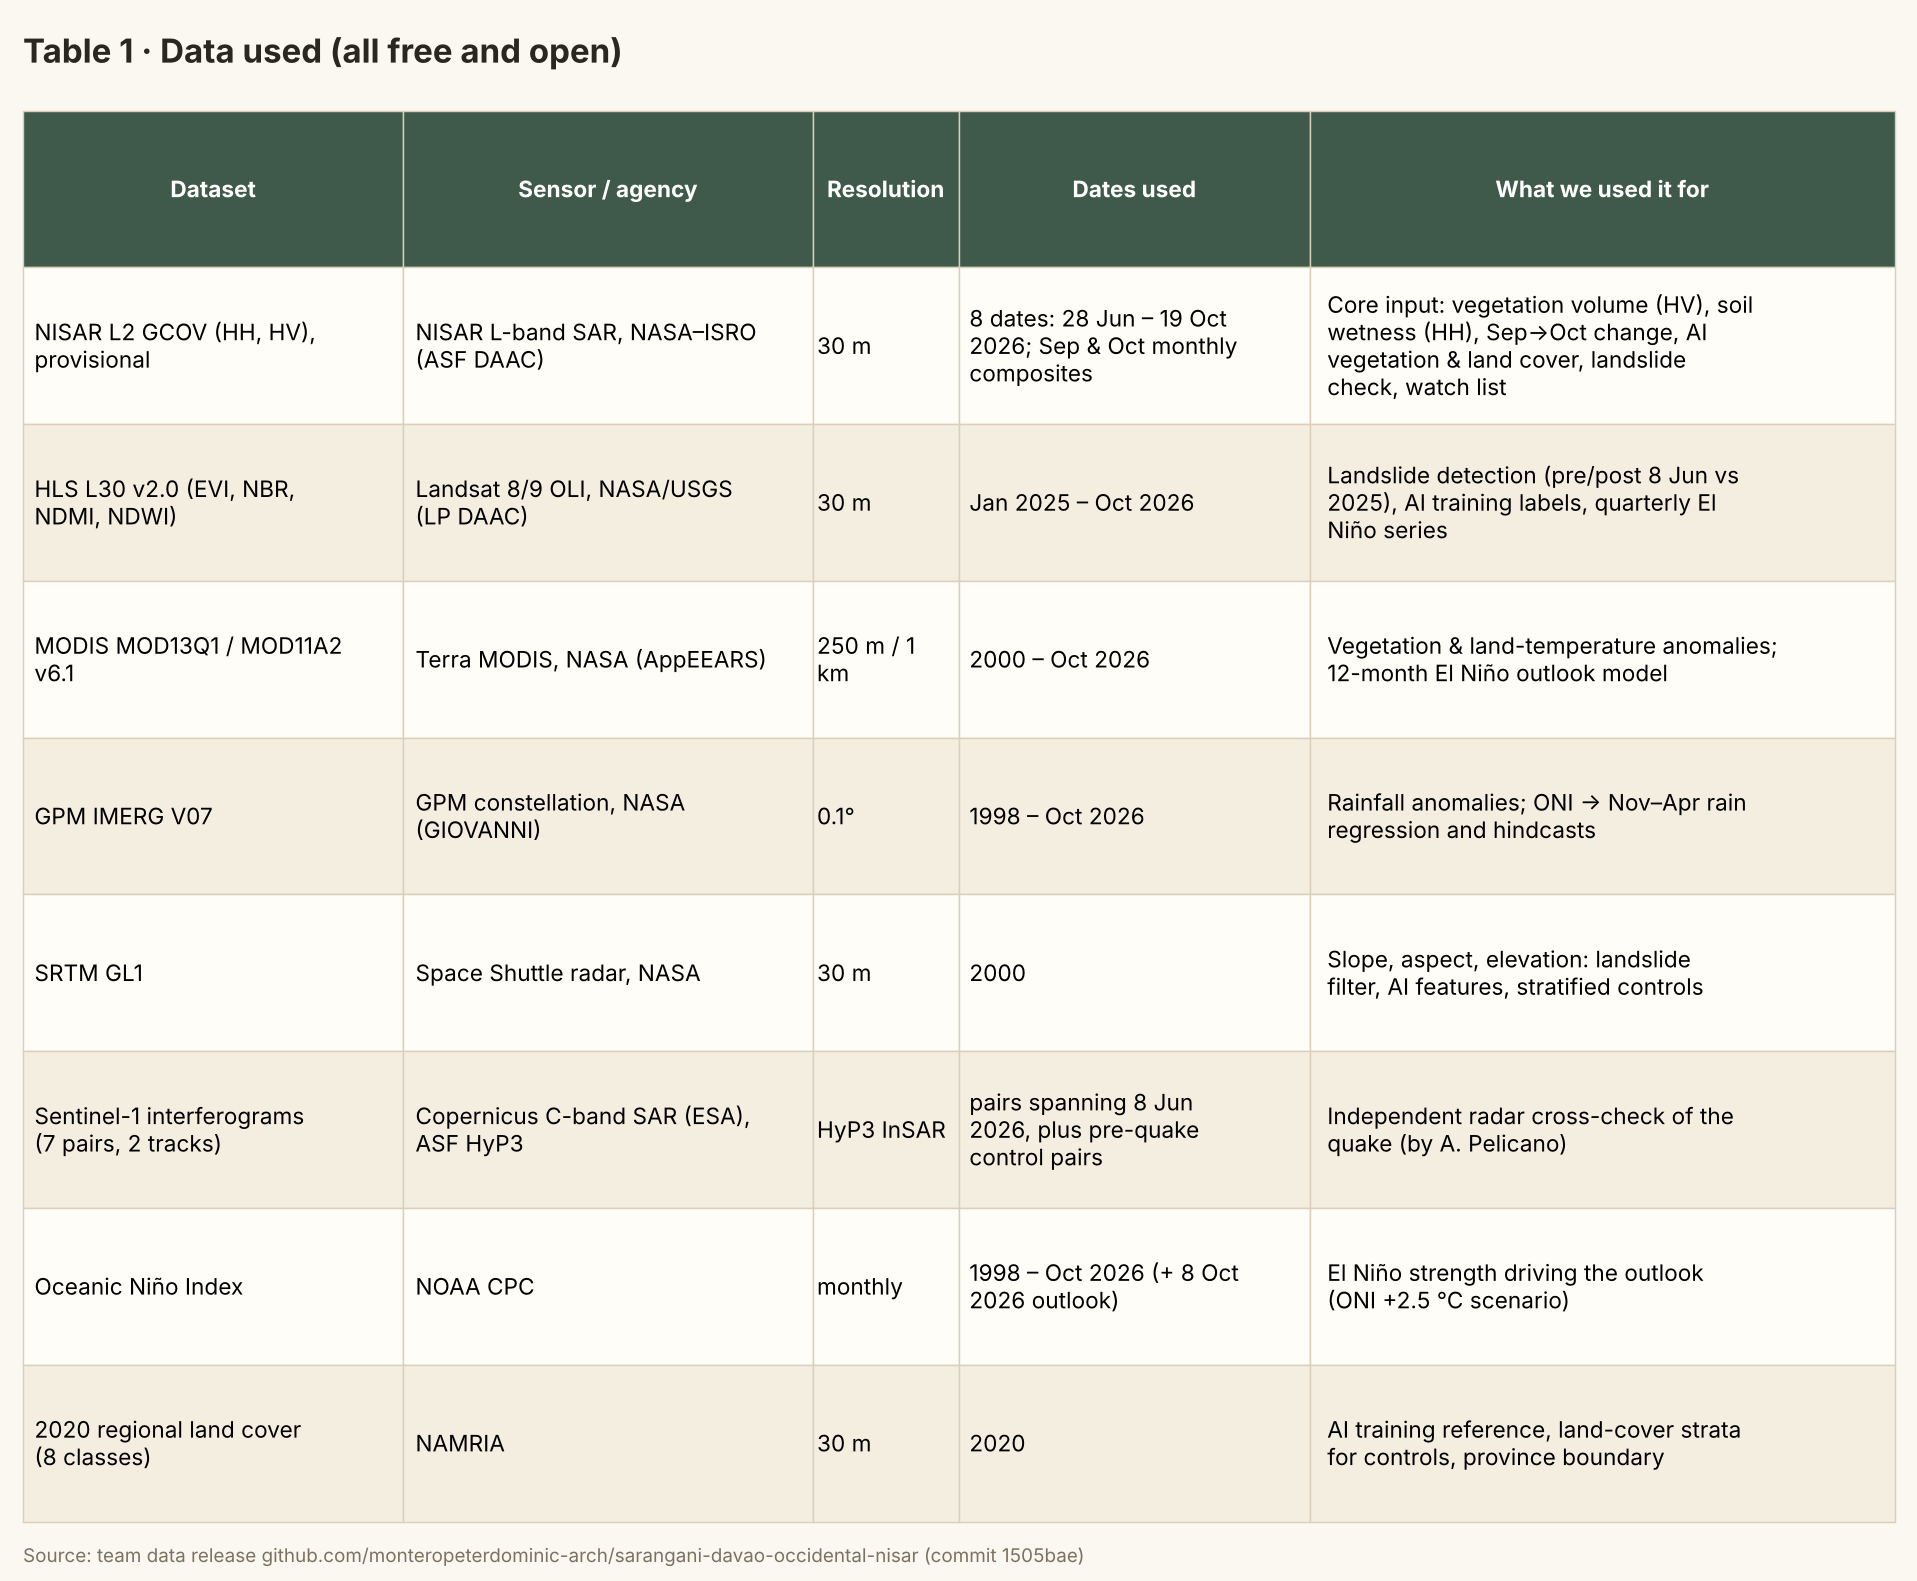 Table 1 · Data used (all free and open)
Dataset
Sensor / agency
Resolution
Dates used
What we used it for
NISAR L2 GCOV (HH, HV),
provisional
NISAR L-band SAR, NASA–ISRO
(ASF DAAC)
30 m
8 dates: 28 Jun – 19 Oct
2026; Sep & Oct monthly
composites
Core input: vegetation volume (HV), soil
wetness (HH), Sep→Oct change, AI
vegetation & land cover, landslide
check, watch list
HLS L30 v2.0 (EVI, NBR,
NDMI, NDWI)
Landsat 8/9 OLI, NASA/USGS
(LP DAAC)
30 m
Jan 2025 – Oct 2026
Landslide detection (pre/post 8 Jun vs
2025), AI training labels, quarterly El
Niño series
MODIS MOD13Q1 / MOD11A2
v6.1
Terra MODIS, NASA (AppEEARS)
250 m / 1
km
2000 – Oct 2026
Vegetation & land-temperature anomalies;
12-month El Niño outlook model
GPM IMERG V07
GPM constellation, NASA
(GIOVANNI)
0.1°
1998 – Oct 2026
Rainfall anomalies; ONI → Nov–Apr rain
regression and hindcasts
SRTM GL1
Space Shuttle radar, NASA
30 m
2000
Slope, aspect, elevation: landslide
filter, AI features, stratified controls
Sentinel-1 interferograms
(7 pairs, 2 tracks)
Copernicus C-band SAR (ESA),
ASF HyP3
HyP3 InSAR
pairs spanning 8 Jun
2026, plus pre-quake
control pairs
Independent radar cross-check of the
quake (by A. Pelicano)
Oceanic Niño Index
NOAA CPC
monthly
1998 – Oct 2026 (+ 8 Oct
2026 outlook)
El Niño strength driving the outlook
(ONI +2.5 °C scenario)
2020 regional land cover
(8 classes)
NAMRIA
30 m
2020
AI training reference, land-cover strata
for controls, province boundary
Source: team data release github.com/monteropeterdominic-arch/sarangani-davao-occidental-nisar (commit 1505bae)